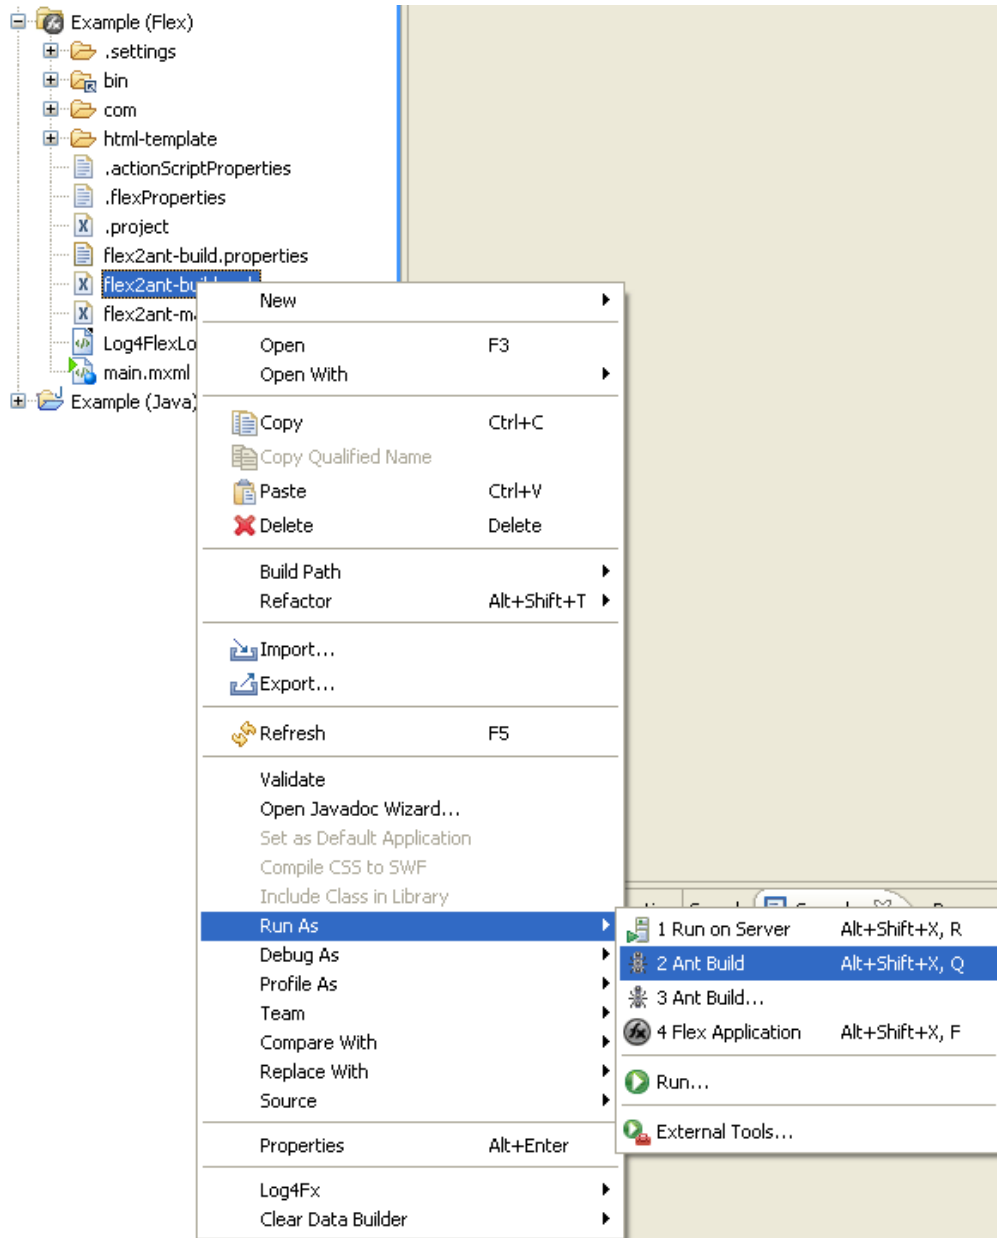 Example (Flex)
.settings
bin
com
html-template
.actionScriptProperties
.flexProperties
.project
flex2ant-build.properties
New
Open F3
Open With
Example (Java)
main.mxml
Copy Ctrl+C
Copy Qualified Name
Paste Ctrl+V
Delete Delete
Build Path
Refactor Alt+Shift+T
Import...
Export...
Refresh F5
Validate
Open Javadoc Wizard...
Set as Default Application
Compile CSS to SWF
Include Class in Library
Run As
1 Run on Server Alt+Shift+X, R
Debug As
2 Ant Build Alt+Shift+X, Q
Profile As
3 Ant Build...
Team
4 Flex Application Alt+Shift+X, F
Compare With
Replace With
Run...
Source
External Tools...
Properties Alt+Enter
Log4Fx
Clear Data Builder